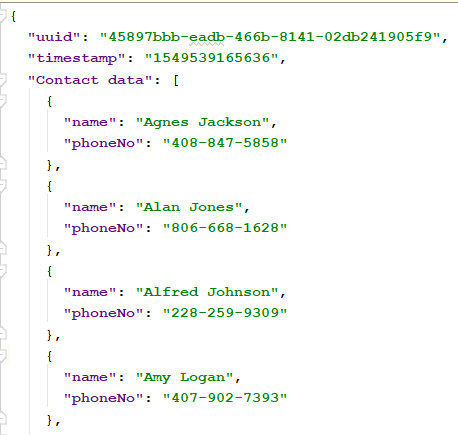 {
"uuid": "45897bbb-eadb-466b-8141-02db241905f9",
"timestamp": "1549539165636",
"Contact data": [
{
"name": "Agnes Jackson",
"phoneNo": "408-847-5858"
},
{
"name": "Alan Jones",
"phoneNo": "806-668-1628"
},
{
"name": "Alfred Johnson",
"phoneNo": "228-259-9309"
},
{
"name": "Amy Logan",
"phoneNo": "407-902-7393"
},